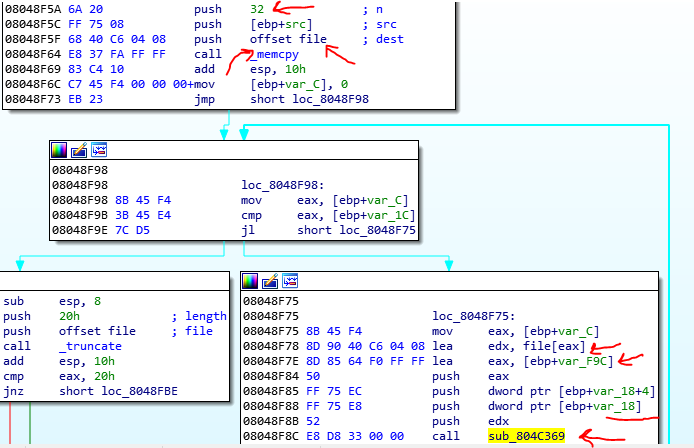 08048F5A 6A 20 push 32 ; n
08048F5C FF 75 08 push [ebp+src] ; src
08048F5F 68 40 C6 04 08 push offset file ; dest
08048F64 E8 37 FA FF FF call _memcpy
08048F69 83 C4 10 add esp, 10h
08048F6C C7 45 F4 00 00 00+mov [ebp+var_C], 0
08048F73 EB 23 jmp short loc_8048F98
08048F98
08048F98 loc_8048F98:
08048F98 8B 45 F4 mov eax, [ebp+var_C]
08048F9B 3B 45 E4 cmp eax, [ebp+var_1C]
08048F9E 7C D5 jl short loc_8048F75
sub esp, 8
push 20h ; length
push offset file ; file
call _truncate
add esp, 10h
cmp eax, 20h
jnz short loc_8048FBE
08048F75
08048F75 loc_8048F75:
08048F75 8B 45 F4 mov eax, [ebp+var_C]
08048F78 8D 90 40 C6 04 08 lea edx, file[eax]
08048F7E 8D 85 64 F0 FF FF lea eax, [ebp+var_F9C]
08048F84 50 push eax
08048F85 FF 75 EC push dword ptr [ebp+var_18+4]
08048F88 FF 75 E8 push dword ptr [ebp+var_18]
08048F8B 52 push edx
08048F8C E8 D8 33 00 00 call sub_804C369